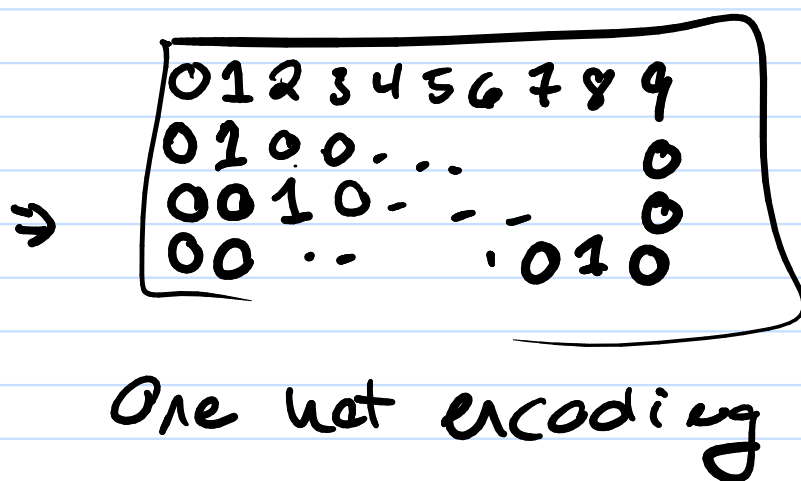 0 1 2 3 4 5 6 7 8 9
0 1 0 0 . . . 0
0 0 1 0 - - - 0
0 0 . . . 0 1 0
One hot encoding